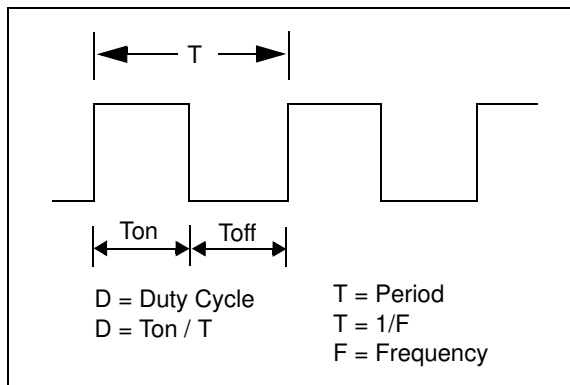 T
Ton
Toff
D = Duty Cycle
D = Ton / T
T = Period
T = 1/F
F = Frequency